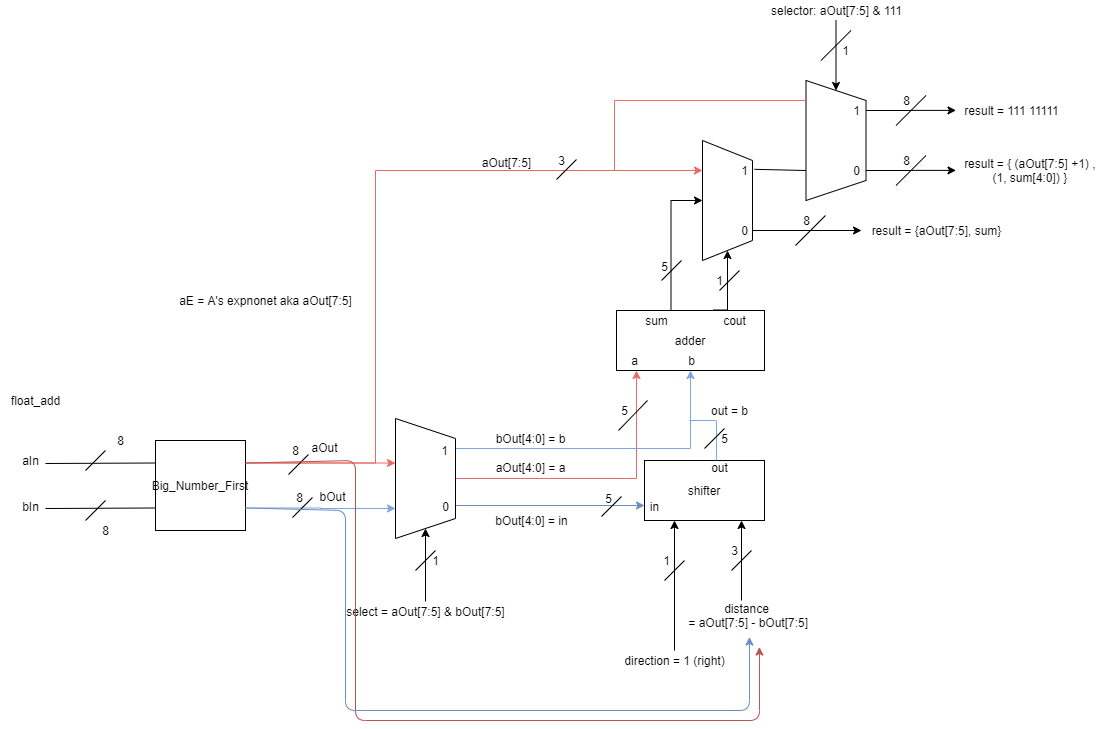 selector: aOut[7:5] & 111
1
8
1
result = 111 11111
aOut[7:5]
3
8
0
result = { (aOut[7:5] +1) ,
(1, sum[4:0]) }
1
8
0
result = {aOut[7:5], sum}
5
1
aE = A's expnonet aka aOut[7:5]
sum
cout
adder
a
b
float_add
5
out = b
8
8
aOut
1
bOut[4:0] = b
5
aIn
aOut[4:0] = a
out
Big_Number_First
shifter
8
bOut
5
bIn
0
in
bOut[4:0] = in
8
1
1
3
select = aOut[7:5] & bOut[7:5]
distance
= aOut[7:5] - bOut[7:5]
direction = 1 (right)